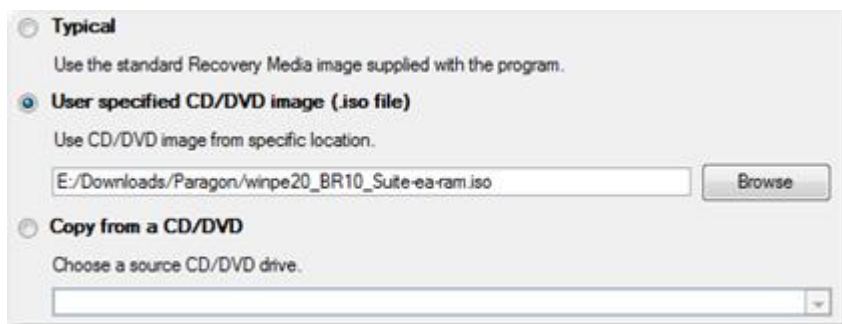 Typical
Use the standard Recovery Media image supplied with the program.
User specified CD/DVD image (.iso file)
Use CD/DVD image from specific location.
E:/Downloads/Paragon/winpe20_BR10_Suite-ea-ram.iso
Browse
Copy from a CD/DVD
Choose a source CD/DVD drive.